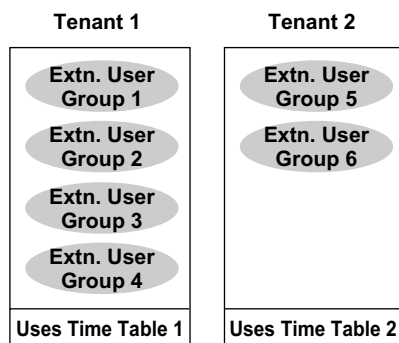 Tenant 1
Extn. User
Group 1
Extn. User
Group 2
Extn. User
Group 3
Extn. User
Group 4
Uses Time Table 1
Tenant 2
Extn. User
Group 5
Extn. User
Group 6
Uses Time Table 2